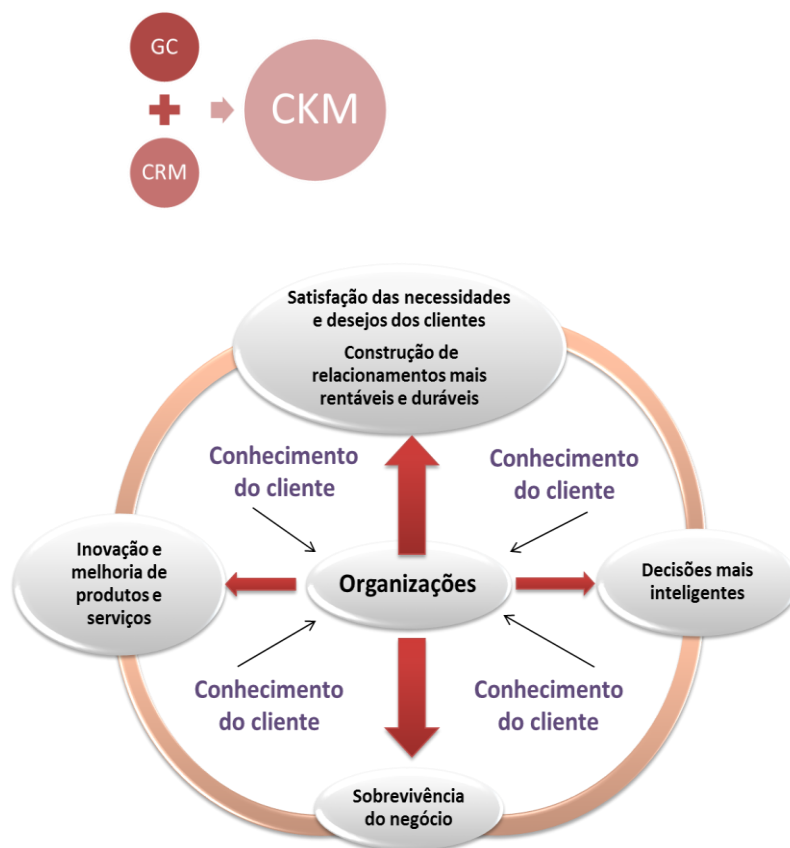 GC
CKM
CRM
Satisfação das necessidades
e desejos dos clientes
Construção de
relacionamentos mais
rentáveis e duráveis
Conhecimento
do cliente
Conhecimento
do cliente
Inovação e
melhoria de
produtos e
serviços
Organizações
Decisões mais
inteligentes
Conhecimento
do cliente
Conhecimento
do cliente
Sobrevivência
do negócio